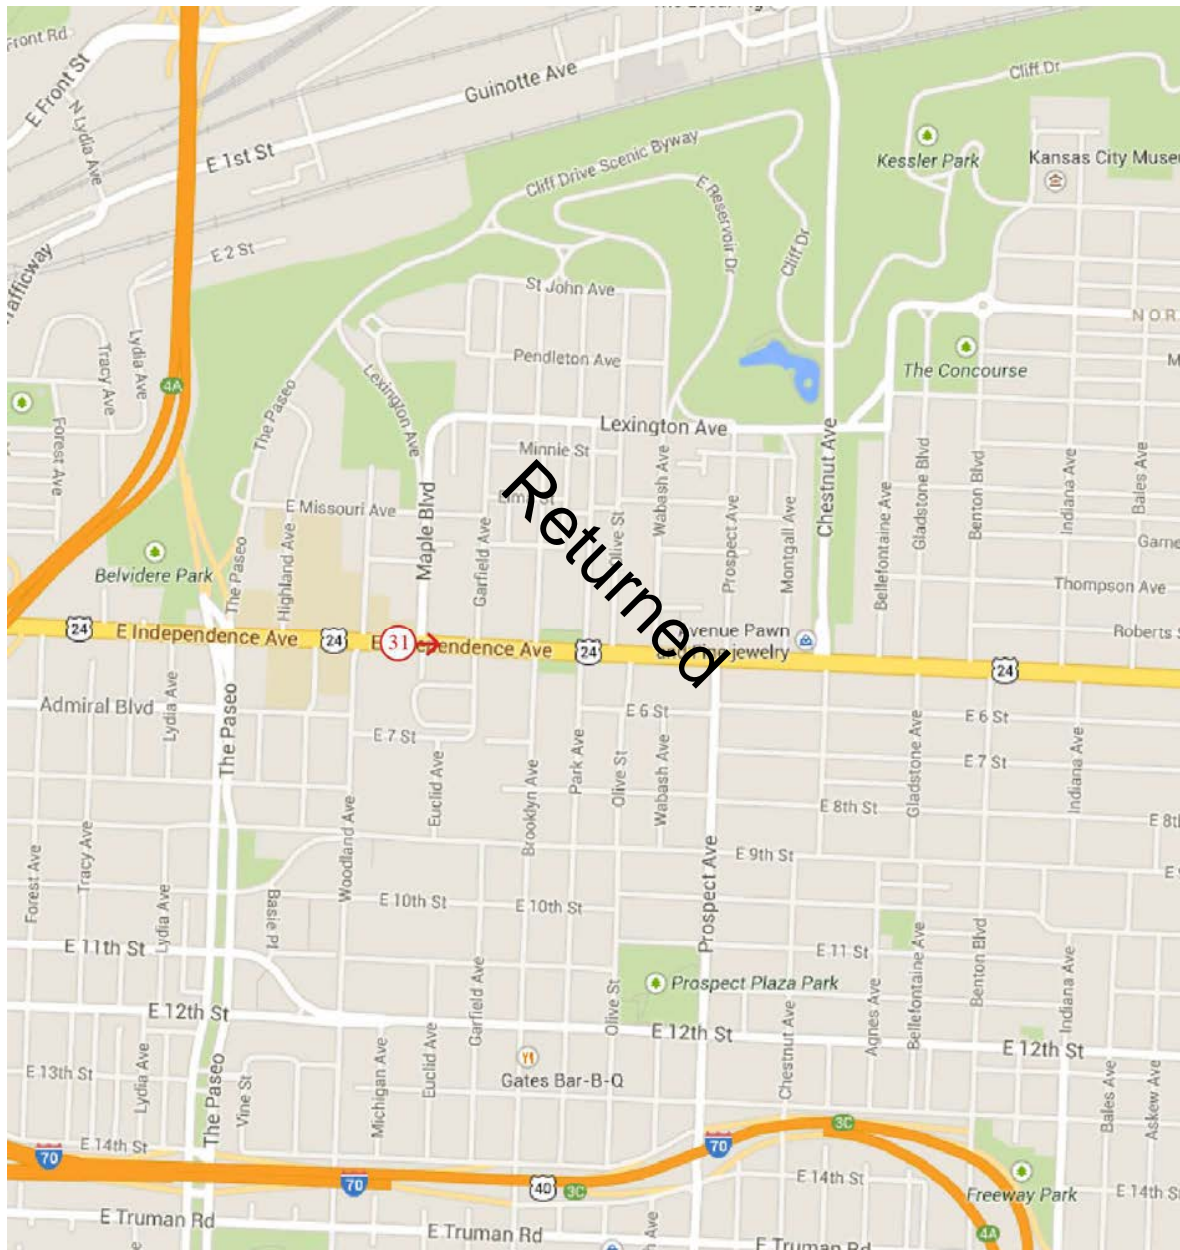 Front Rd
E Front St
N Lydia Ave
Guinotte Ave
Cliff Dr
E 1st St
Cliff Drive Scenic Byway
Kessler Park
Kansas City Museu
E Reservoir Dr
Cliff Dr
E 2 St
Trafficway
St John Ave
NOR
Tracy Ave
Lydia Ave
Pendleton Ave
The Concourse
4A
Lexington Ave
The Paseo
Forest Ave
Lexington Ave
Minnie St
Wabash Ave
Chestnut Ave
Gladstone Blvd
Benton Blvd
Indiana Ave
Bales Ave
E Missouri Ave
Maple Blvd
Returned
Garfield Ave
Olive St
Prospect Ave
Montgall Ave
Bellefontaine Ave
Game
Belvidere Park
The Paseo
Highland Ave
Thompson Ave
24
E Independence Ave
24
31
24
Avenue Pawn
and Fine jewelry
Roberts S
24
Admiral Blvd
Lydia Ave
The Paseo
E 6 St
E 6 St
E 7 St
E 7 St
Euclid Ave
Park Ave
Olive St
Wabash Ave
Gladstone Ave
Indiana Ave
Brooklyn Ave
E 8th St
E 8th
Forest Ave
Tracy Ave
Woodland Ave
Prospect Ave
E 9th St
Lydia Ave
Basie Pl
E 10th St
E 10th St
E 11th St
E 11 St
Bellefontaine Ave
Benton Blvd
Indiana Ave
Garfield Ave
Olive St
Prospect Plaza Park
E 12th St
E 12th St
Chestnut Ave
Agnes Ave
E 12th St
E 13th St
Lydia Ave
The Paseo
Vine St
Michigan Ave
Euclid Ave
Gates Bar-B-Q
Bales Ave
Askew Ave
E 14th St
70
70
70
3C
40
3C
E 14th St
Freeway Park
E 14th S
E Truman Rd
E Truman Rd
4A
E Truman Rd